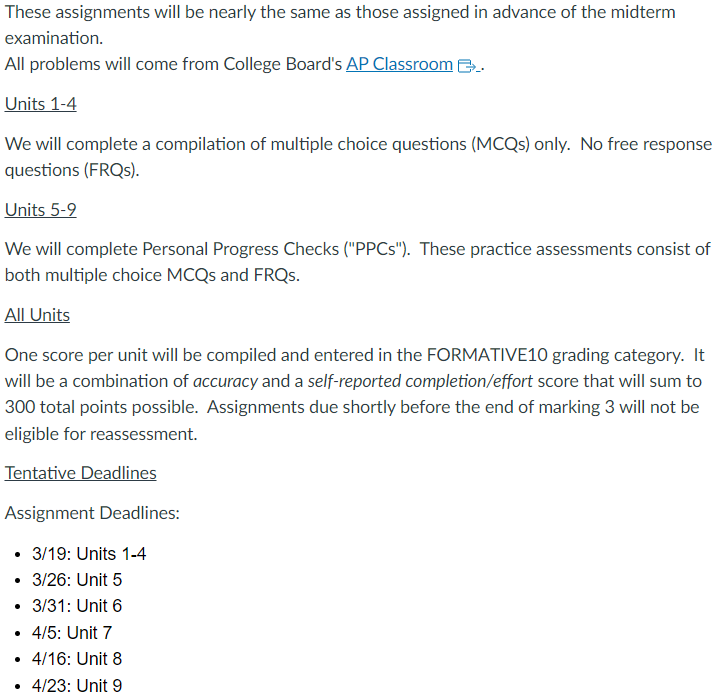 These assignments will be nearly the same as those assigned in advance of the midterm
examination.
All problems will come from College Board's AP Classroom.
Units 1-4
We will complete a compilation of multiple choice questions (MCQs) only.  No free response
questions (FRQs).
Units 5-9
We will complete Personal Progress Checks ("PPCs").  These practice assessments consist of
both multiple choice MCQs and FRQs.
All Units
One score per unit will be compiled and entered in the FORMATIVE10 grading category.  It
will be a combination of accuracy and a self-reported completion/effort score that will sum to
300 total points possible.  Assignments due shortly before the end of marking 3 will not be
eligible for reassessment.
Tentative Deadlines
Assignment Deadlines:
• 3/19: Units 1-4
• 3/26: Unit 5
• 3/31: Unit 6
• 4/5: Unit 7
• 4/16: Unit 8
• 4/23: Unit 9